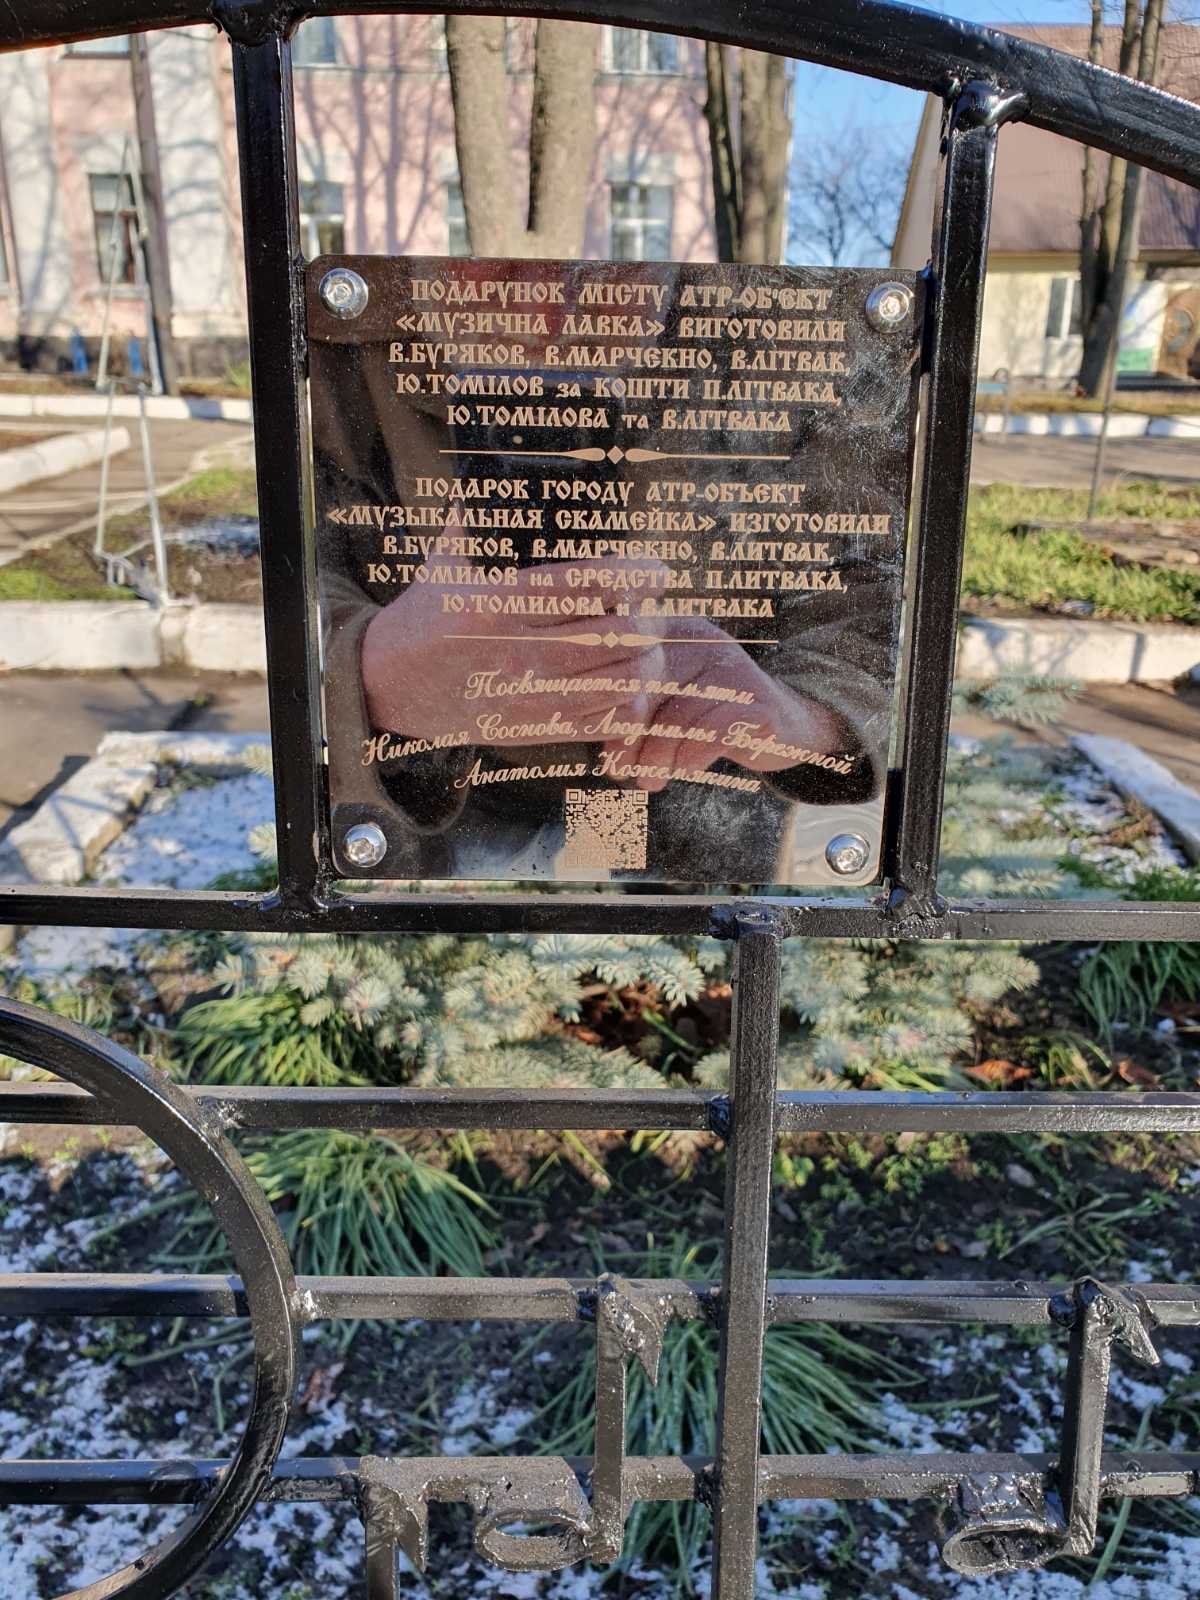 ПОДАРУНОК МІСТУ АТР-ОБ'ЄКТ
«МУЗИЧНА ЛАВКА» ВИГОТОВИЛИ
В.БУРЯКОВ, В.МАРЧЕКНО, В.ЛІТВАК,
Ю.ТОМІЛОВ за КОШТИ П.ЛІТВАКА,
Ю.ТОМІЛОВА та В.ЛІТВАКА
ПОДАРОК ГОРОДУ АТР-ОБЪЕКТ
«МУЗЫКАЛЬНАЯ СКАМЕЙКА» ИЗГОТОВИЛИ
В.БУРЯКОВ, В.МАРЧЕКНО, В.ЛИТВАК,
Ю.ТОМИЛОВ на СРЕДСТВА П.ЛИТВАКА,
Ю.ТОМИЛОВА и В.ЛИТВАКА
Посвящается памяти
Николая Соснова, Людмилы Бережной
Анатолия Кожемякина